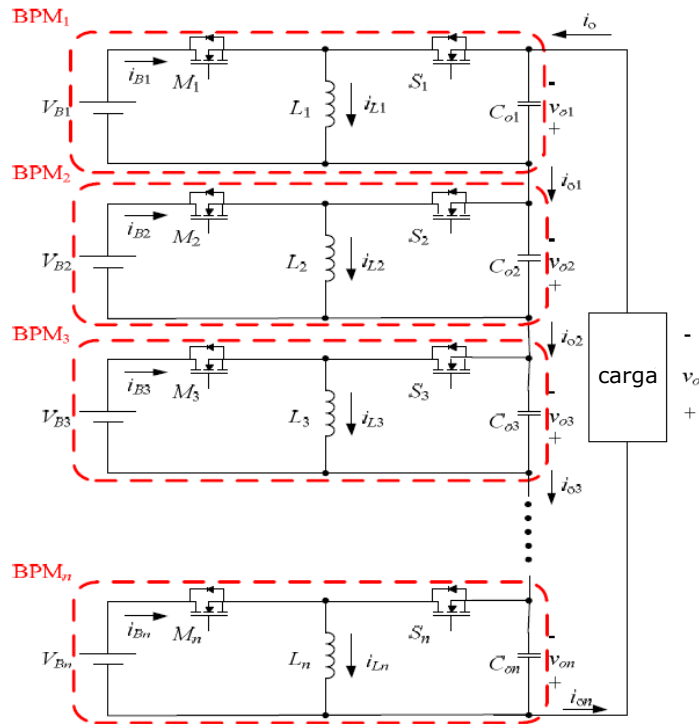 BPM1
io
iB1
M1
S1
VB1
L1
iL1
Co1
-
vo1
+
BPM2
io1
iB2
M2
S2
VB2
L2
iL2
Co2
-
vo2
+
BPM3
io2
iB3
M3
S3
VB3
L3
iL3
Co3
-
vo3
+
carga
-
vo
+
io3
BPMn
iBn
Mn
Sn
VBn
Ln
iLn
Con
-
von
+
ion